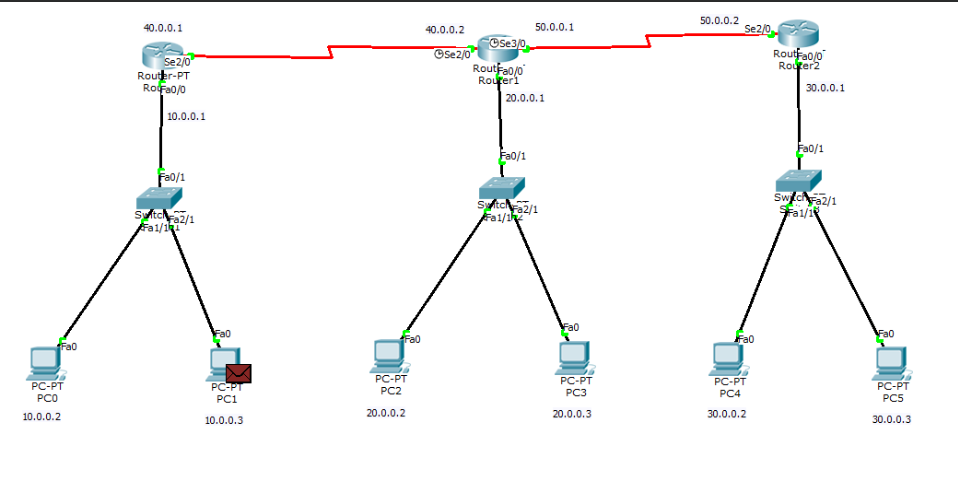 40.0.0.1
Se2/0
Router-PT
Fa0/0
10.0.0.1
Fa0/1
Fa2/1
Fa0
PC-PT
PC0
10.0.0.2
Fa0
PC-PT
PC1
10.0.0.3
40.0.0.2
50.0.0.1
Se3/0
Se2/0
Fa0/0
Router1
20.0.0.1
Fa0/1
Fa2/1
Fa0
PC-PT
PC2
20.0.0.2
Fa0
PC-PT
PC3
20.0.0.3
50.0.0.2
Se2/0
Fa0/0
Router2
30.0.0.1
Fa0/1
Fa2/1
Fa0
PC-PT
PC4
30.0.0.2
Fa0
PC-PT
PC5
30.0.0.3